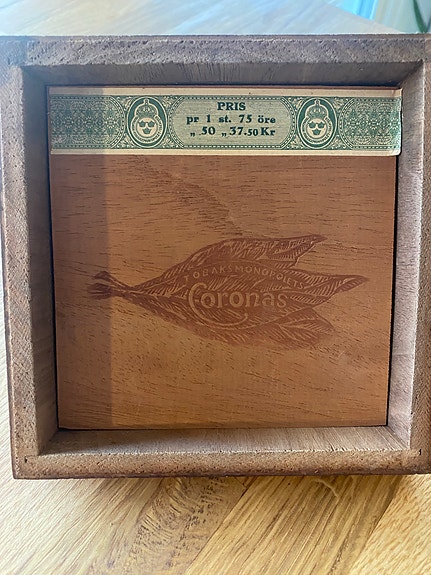 PRIS
pr 1 st. 75 öre
„ 50 „ 37.50 Kr
TOBAKSMONOPOLETS
Coronas